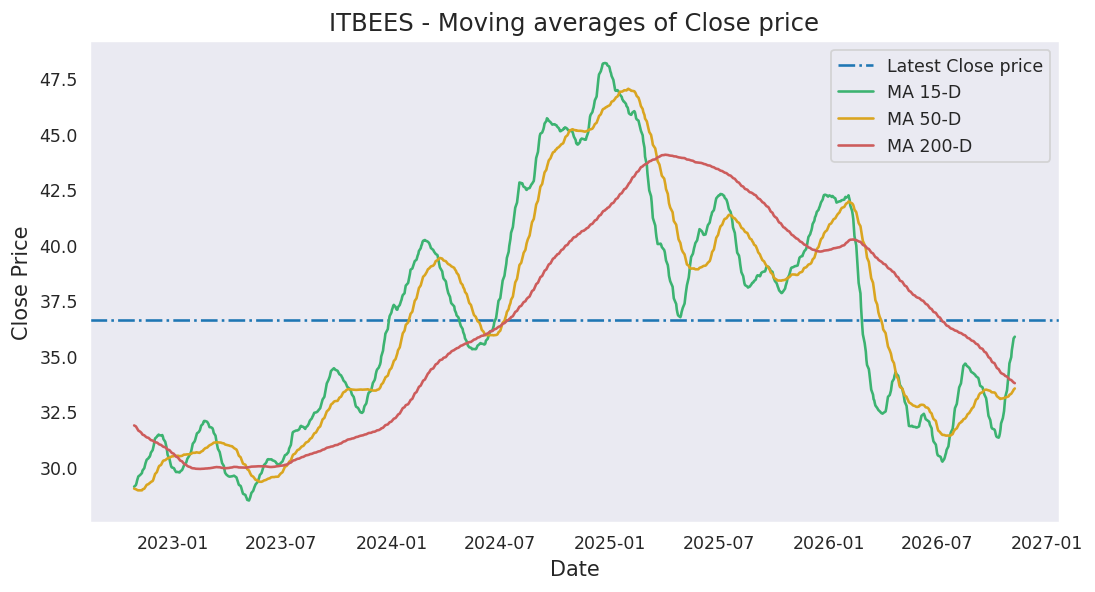 ITBEES - Moving averages of Close price
Latest Close price
MA 15-D
MA 50-D
MA 200-D
Close Price
47.5
45.0
42.5
40.0
37.5
35.0
32.5
30.0
2023-01 2023-07 2024-01 2024-07 2025-01 2025-07 2026-01 2026-07 2027-01
Date